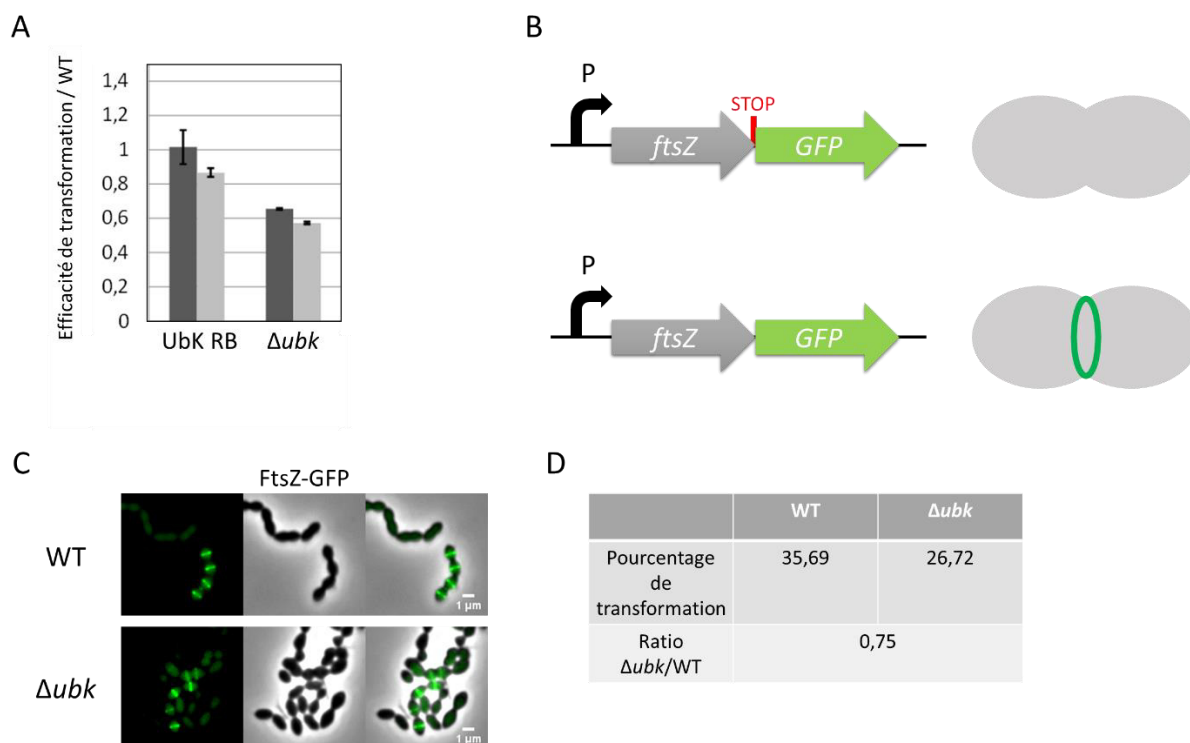 A
Efficacité de transformation / WT
1,4
1,2
1
0,8
0,6
0,4
0,2
0
UbK RB
Δubk
B
P
STOP
ftsZ
GFP
P
ftsZ
GFP
C
FtsZ-GFP
WT
1 µm
Δubk
1 µm
D
WT
Δubk
Pourcentage
de
transformation
35,69
26,72
Ratio
Δubk/WT
0,75